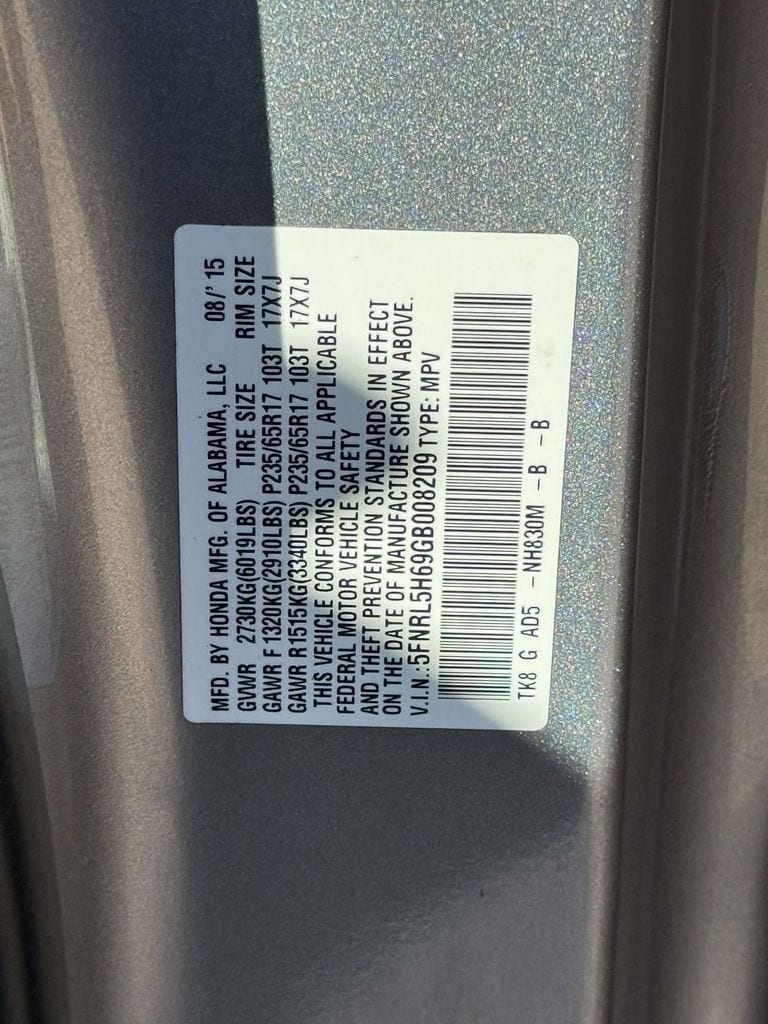 MFD. BY HONDA MFG. OF ALABAMA, LLC 08/'15
GVWR 2730KG(6019LBS) TIRE SIZE RIM SIZE
GAWR F 1320KG(2910LBS) P235/65R17 103T 17X7J
GAWR R1515KG(3340LBS) P235/65R17 103T 17X7J
THIS VEHICLE CONFORMS TO ALL APPLICABLE
FEDERAL MOTOR VEHICLE SAFETY
AND THEFT PREVENTION STANDARDS IN EFFECT
ON THE DATE OF MANUFACTURE SHOWN ABOVE.
V.I.N.:5FNRL5H69GB008209 TYPE: MPV
TK8 G AD5 -NH830M -B -B